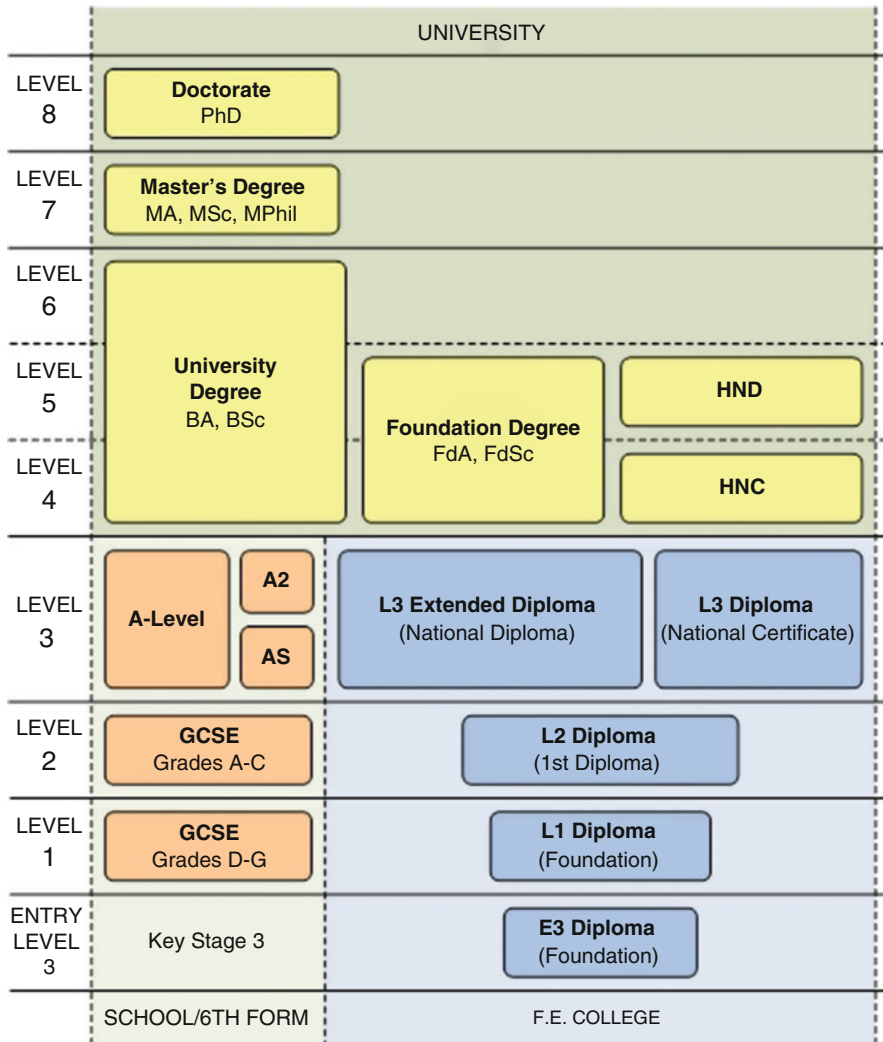 UNIVERSITY
LEVEL
8
Doctorate
PhD
LEVEL
7
Master's Degree
MA, MSc, MPhil
LEVEL
6
LEVEL
5
University
Degree
BA, BSc
Foundation Degree
FdA, FdSc
HND
LEVEL
4
HNC
LEVEL
3
A-Level
A2
AS
L3 Extended Diploma
(National Diploma)
L3 Diploma
(National Certificate)
LEVEL
2
GCSE
Grades A-C
L2 Diploma
(1st Diploma)
LEVEL
1
GCSE
Grades D-G
L1 Diploma
(Foundation)
ENTRY
LEVEL
3
Key Stage 3
E3 Diploma
(Foundation)
SCHOOL/6TH FORM
F.E. COLLEGE